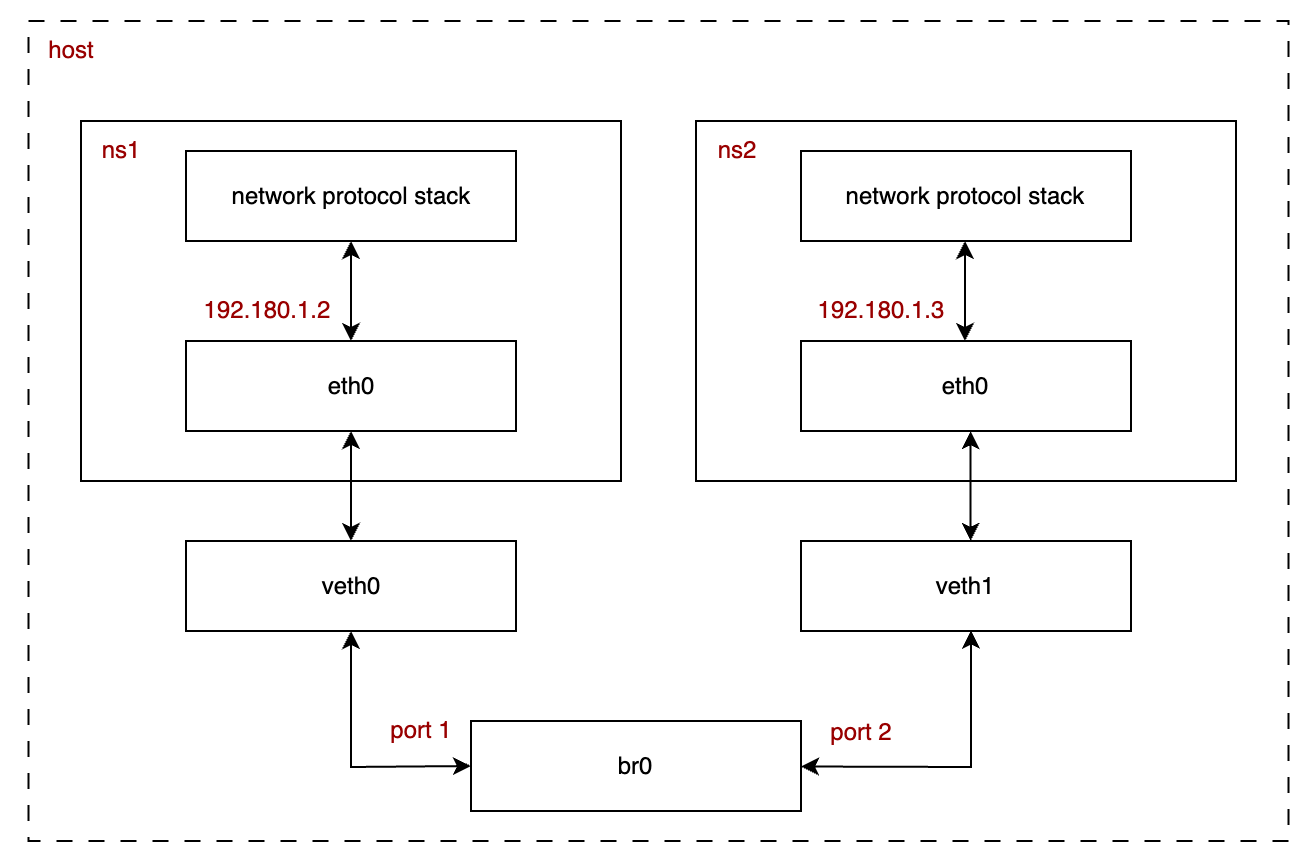 host
ns1
network protocol stack
192.180.1.2
eth0
ns2
network protocol stack
192.180.1.3
eth0
veth0
veth1
port 1
br0
port 2